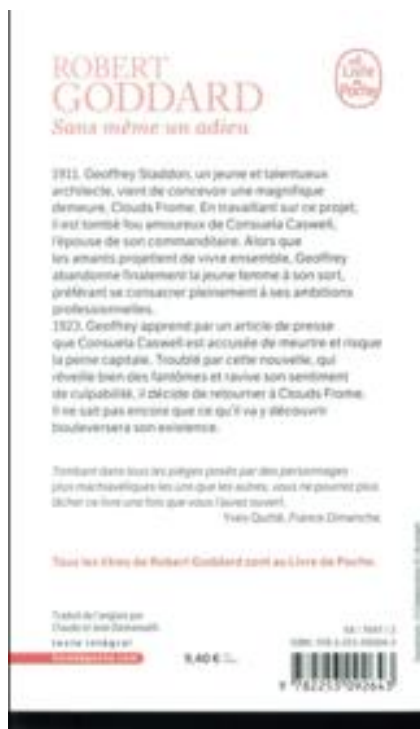 ROBERT
GODDARD
Sans même un adieu
Le Livre de Poche
1911. Geoffrey Staddon, un jeune et talentueux
architecte, vient de concevoir une magnifique
demeure, Clouds Frome. En travaillant sur ce projet,
il est tombé fou amoureux de Consuela Caswell,
l'épouse de son commanditaire. Alors que
les amants projetaient de vivre ensemble, Geoffrey
abandonne finalement la jeune femme à son sort,
préférant se consacrer pleinement à ses ambitions
professionnelles.
1923. Geoffrey apprend par un article de presse
que Consuela Caswell est accusée de meurtre et risque
la peine capitale. Troublé par cette nouvelle, qui
réveille bien des fantômes et ravive son sentiment
de culpabilité, il décide de retourner à Clouds Frome.
Il ne sait pas encore que ce qu'il va y découvrir
bouleversera son existence.
Tombant dans tous les pièges posés par des personnages
plus machiavéliques les uns que les autres, vous ne pourrez plus
lâcher ce livre une fois que vous l'aurez ouvert.
Yves France Dimanche.
Tous les titres de Robert Goddard sont au Livre de Poche.
Traduit de l'anglais par
Claude et Jean Demanuelli.
texte intégral
9,40 €
9 782253 092643